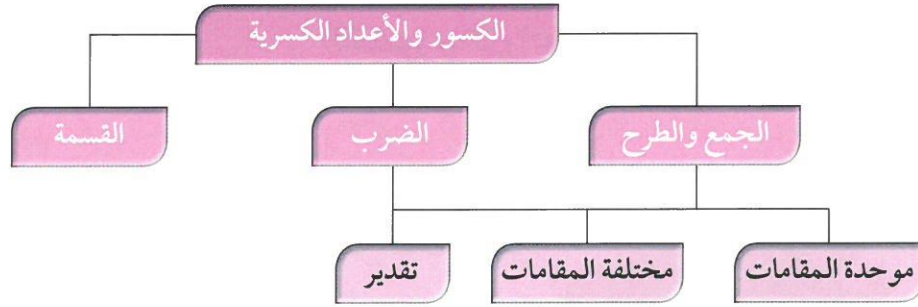 الكسور والأعداد الكسرية
الجمع والطرح
الضرب
القسمة
موحدة المقامات
مختلفة المقامات
تقدير